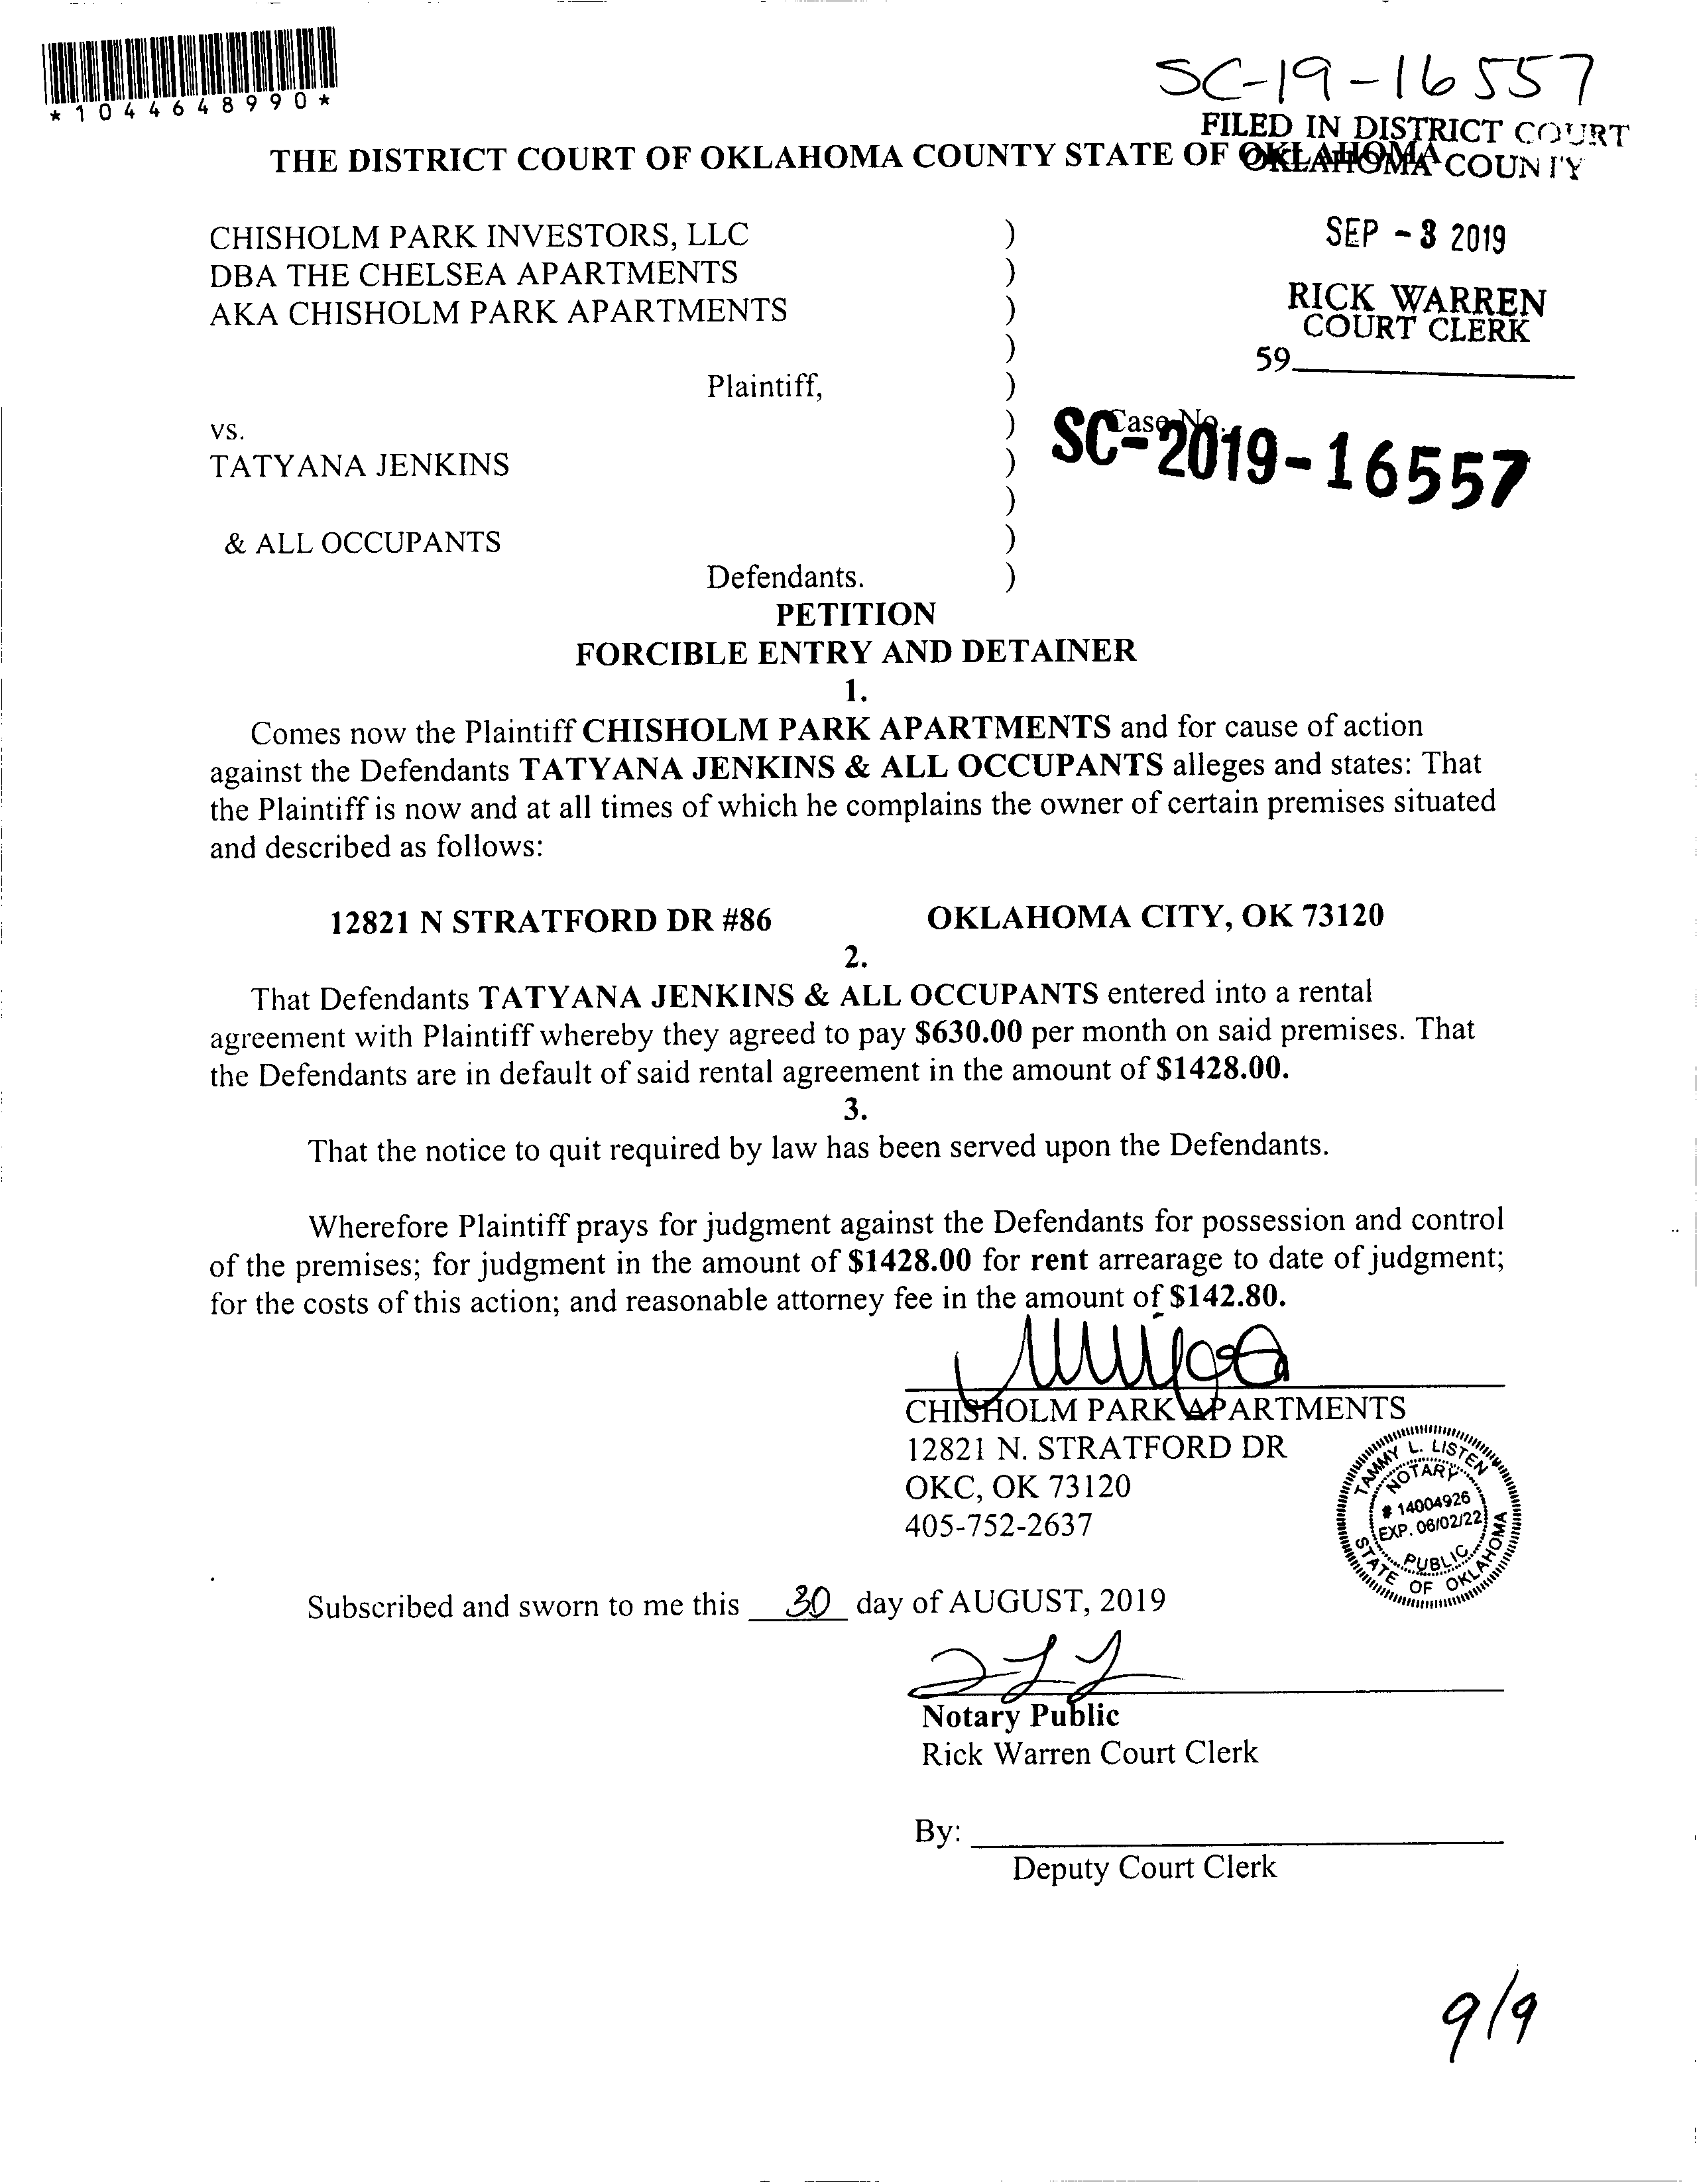 *1044648990*
SC-19-16557
FILED IN DISTRICT COURT
OKLAHOMA COUNTY
THE DISTRICT COURT OF OKLAHOMA COUNTY STATE OF OKLAHOMA
CHISHOLM PARK INVESTORS, LLC )
DBA THE CHELSEA APARTMENTS )
AKA CHISHOLM PARK APARTMENTS )
)
SEP - 3 2019
RICK WARREN
COURT CLERK
59
Plaintiff, )
vs. ) Case No.
SC-2019-16557
TATYANA JENKINS )
)
& ALL OCCUPANTS )
Defendants. )
PETITION
FORCIBLE ENTRY AND DETAINER
1.
Comes now the Plaintiff CHISHOLM PARK APARTMENTS and for cause of action
against the Defendants TATYANA JENKINS & ALL OCCUPANTS alleges and states: That
the Plaintiff is now and at all times of which he complains the owner of certain premises situated
and described as follows:
12821 N STRATFORD DR #86 OKLAHOMA CITY, OK 73120
2.
That Defendants TATYANA JENKINS & ALL OCCUPANTS entered into a rental
agreement with Plaintiff whereby they agreed to pay $630.00 per month on said premises. That
the Defendants are in default of said rental agreement in the amount of $1428.00.
3.
That the notice to quit required by law has been served upon the Defendants.
Wherefore Plaintiff prays for judgment against the Defendants for possession and control
of the premises; for judgment in the amount of $1428.00 for rent arrearage to date of judgment;
for the costs of this action; and reasonable attorney fee in the amount of $142.80.
CHISHOLM PARK APARTMENTS
12821 N. STRATFORD DR
OKC, OK 73120
405-752-2637
TAMMY L. LISTEN
NOTARY
# 14004926
EXP. 06/02/22
PUBLIC
STATE OF OKLAHOMA
Subscribed and sworn to me this 30 day of AUGUST, 2019
Notary Public
Rick Warren Court Clerk
By:
Deputy Court Clerk
9/9